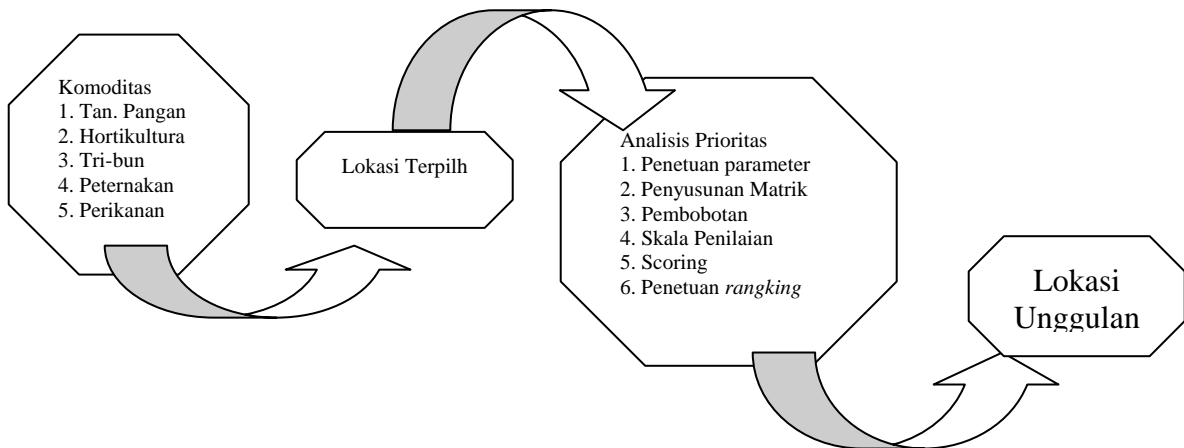 Komoditas
1. Tan. Pangan
2. Hortikultura
3. Tri-bun
4. Peternakan
5. Perikanan
Lokasi Terpilh
Analisis Prioritas
1. Penetuan parameter
2. Penyusunan Matrik
3. Pembobotan
4. Skala Penilaian
5. Scoring
6. Penetuan rangking
Lokasi
Unggulan